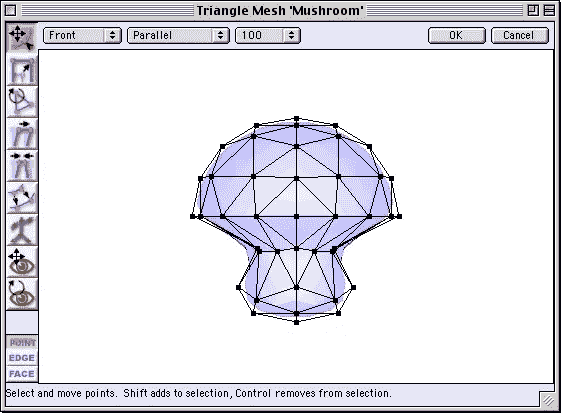 Triangle Mesh 'Mushroom'
Front Parallel 100 OK Cancel
POINT
EDGE
FACE
Select and move points. Shift adds to selection, Control removes from selection.